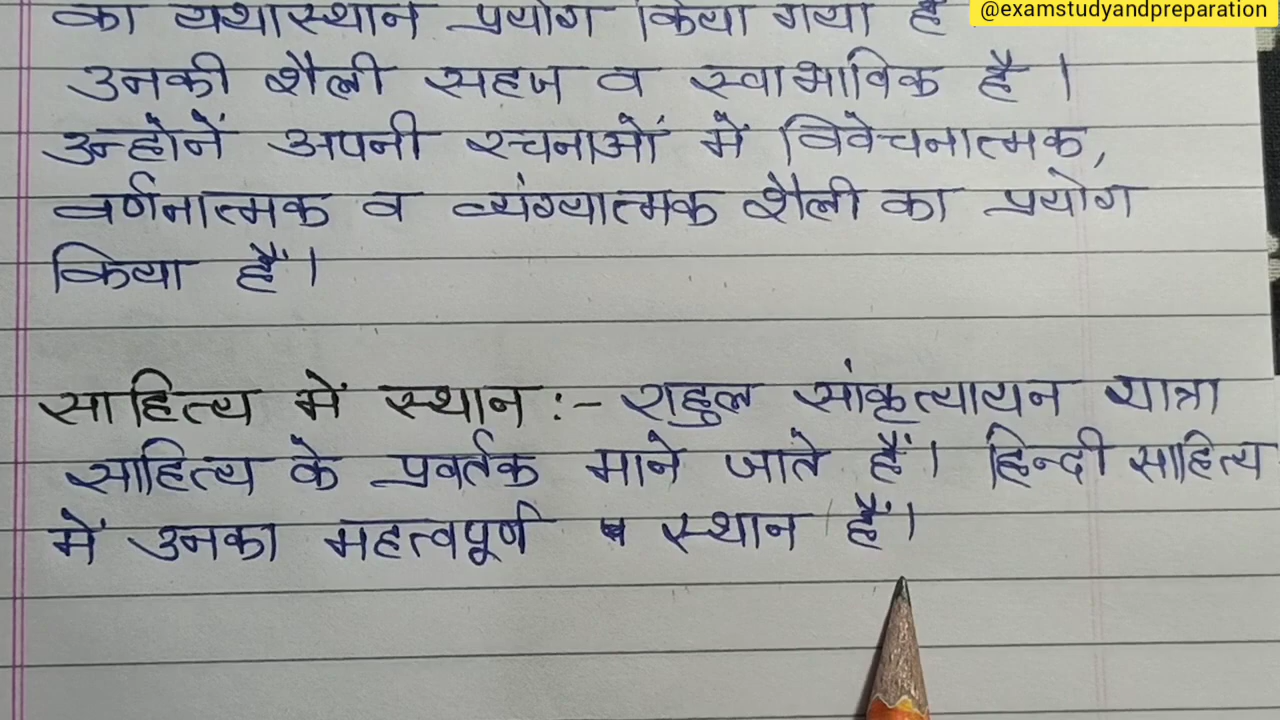 @examstudyandpreparation
का यथास्थान प्रयोग किया गया है
उनकी शैली सहज व स्वाभाविक है।
उन्होनें अपनी रचनाओं में विवेचनात्मक,
वर्णनात्मक व व्यंग्यात्मक शैली का प्रयोग
किया हैं।
साहित्य में स्थान :- राहुल सांकृत्यायन यात्रा
साहित्य के प्रवर्तक माने जाते हैं। हिन्दी साहित्य
में उनका महत्वपूर्ण स्थान हैं।